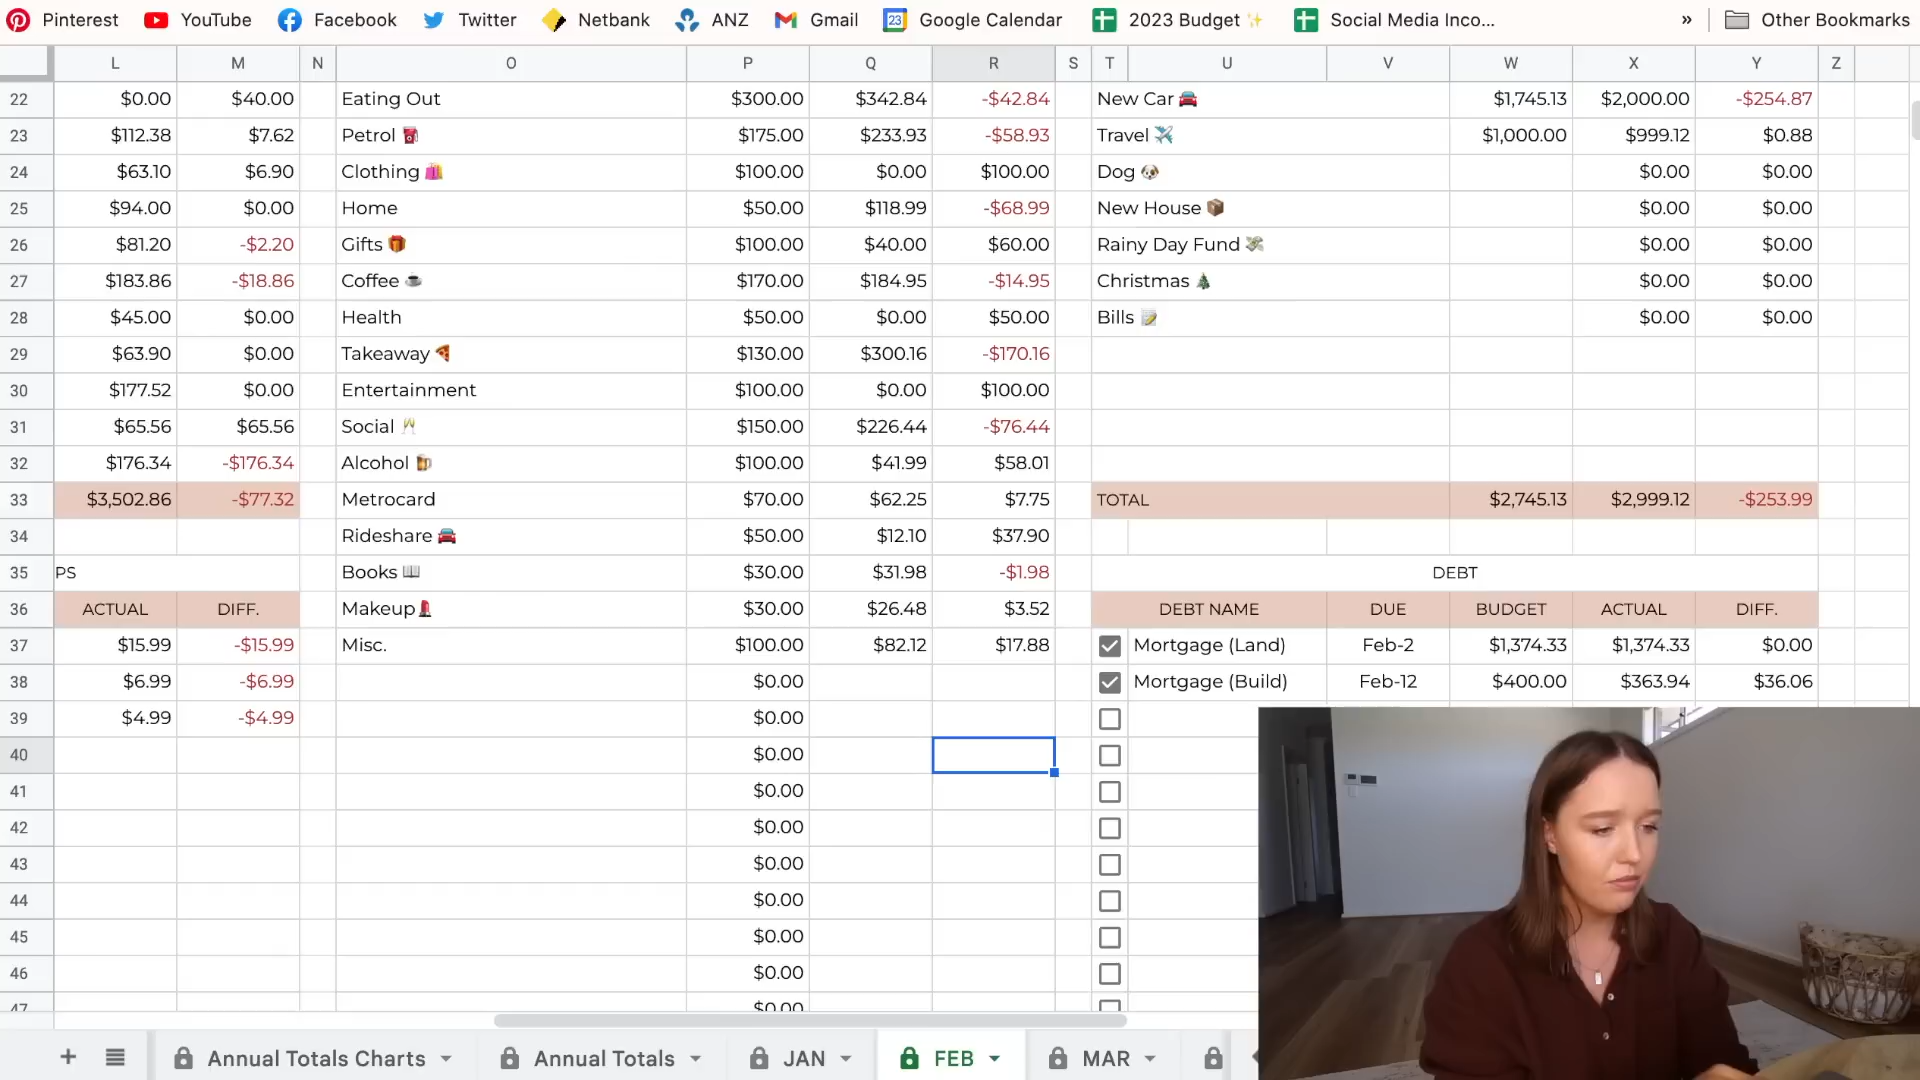 Pinterest YouTube Facebook Twitter Netbank ANZ Gmail 23 Google Calendar 2023 Budget ✨ Social Media Inco... » Other Bookmarks
L M N O P Q R S T U V W X Y Z
22 $0.00 $40.00 Eating Out $300.00 $342.84 -$42.84 New Car 🚘 $1,745.13 $2,000.00 -$254.87
23 $112.38 $7.62 Petrol ⛽ $175.00 $233.93 -$58.93 Travel ✈️ $1,000.00 $999.12 $0.88
24 $63.10 $6.90 Clothing 🛍️ $100.00 $0.00 $100.00 Dog 🐶 $0.00 $0.00
25 $94.00 $0.00 Home $50.00 $118.99 -$68.99 New House 📦 $0.00 $0.00
26 $81.20 -$2.20 Gifts 🎁 $100.00 $40.00 $60.00 Rainy Day Fund 💸 $0.00 $0.00
27 $183.86 -$18.86 Coffee ☕ $170.00 $184.95 -$14.95 Christmas 🎄 $0.00 $0.00
28 $45.00 $0.00 Health $50.00 $0.00 $50.00 Bills 📝 $0.00 $0.00
29 $63.90 $0.00 Takeaway 🍕 $130.00 $300.16 -$170.16
30 $177.52 $0.00 Entertainment $100.00 $0.00 $100.00
31 $65.56 $65.56 Social 🥂 $150.00 $226.44 -$76.44
32 $176.34 -$176.34 Alcohol 🍺 $100.00 $41.99 $58.01
33 $3,502.86 -$77.32 Metrocard $70.00 $62.25 $7.75 TOTAL $2,745.13 $2,999.12 -$253.99
34 Rideshare 🚘 $50.00 $12.10 $37.90
35 PS Books 📖 $30.00 $31.98 -$1.98 DEBT
36 ACTUAL DIFF. Makeup💄 $30.00 $26.48 $3.52 DEBT NAME DUE BUDGET ACTUAL DIFF.
37 $15.99 -$15.99 Misc. $100.00 $82.12 $17.88 Mortgage (Land) Feb-2 $1,374.33 $1,374.33 $0.00
38 $6.99 -$6.99 $0.00 Mortgage (Build) Feb-12 $400.00 $363.94 $36.06
39 $4.99 -$4.99 $0.00
40 $0.00
41 $0.00
42 $0.00
43 $0.00
44 $0.00
45 $0.00
46 $0.00
47 $0.00
+ Annual Totals Charts Annual Totals JAN FEB MAR